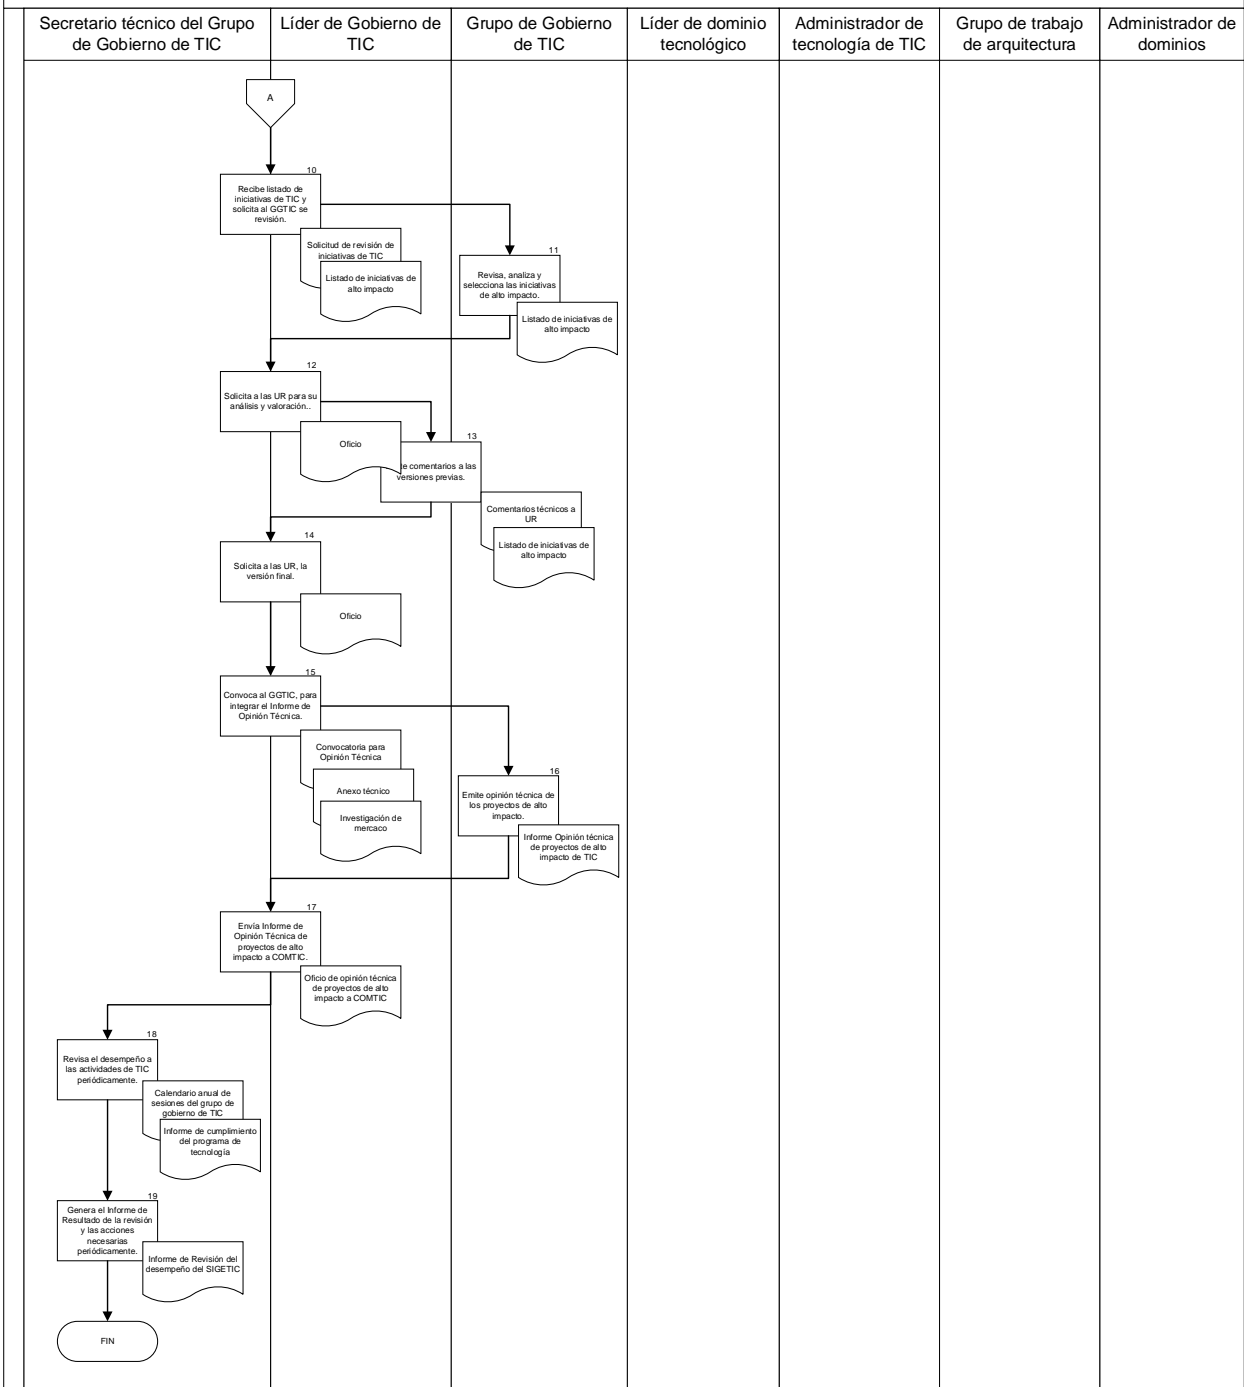 Secretario técnico del Grupo
de Gobierno de TIC
Líder de Gobierno de
TIC
Grupo de Gobierno
de TIC
Líder de dominio
tecnológico
Administrador de
tecnología de TIC
Grupo de trabajo
de arquitectura
Administrador de
dominios
A
10
Recibe listado de
iniciativas de TIC y
solicita al GGTIC se
revisión.
Solicitud de revisión de
iniciativas de TIC
Listado de iniciativas de
alto impacto
11
Revisa, analiza y
selecciona las iniciativas
de alto impacto.
Listado de iniciativas de
alto impacto
12
Solicita a las UR para su
análisis y valoración..
Oficio
13
te comentarios a las
versiones previas.
Comentarios técnicos a
UR
Listado de iniciativas de
alto impacto
14
Solicita a las UR, la
versión final.
Oficio
15
Convoca al GGTIC, para
integrar el Informe de
Opinión Técnica.
Convocatoria para
Opinión Técnica
Anexo técnico
Investigación de
mercaco
16
Emite opinión técnica de
los proyectos de alto
impacto.
Informe Opinión técnica
de proyectos de alto
impacto de TIC
17
Envía Informe de
Opinión Técnica de
proyectos de alto
impacto a COMTIC.
Oficio de opinión técnica
de proyectos de alto
impacto a COMTIC
18
Revisa el desempeño a
las actividades de TIC
periódicamente.
Calendario anual de
sesiones del grupo de
gobierno de TIC
Informe de cumplimiento
del programa de
tecnología
19
Genera el Informe de
Resultado de la revisión
y las acciones
necesarias
periódicamente.
Informe de Revisión del
desempeño del SIGETIC
FIN